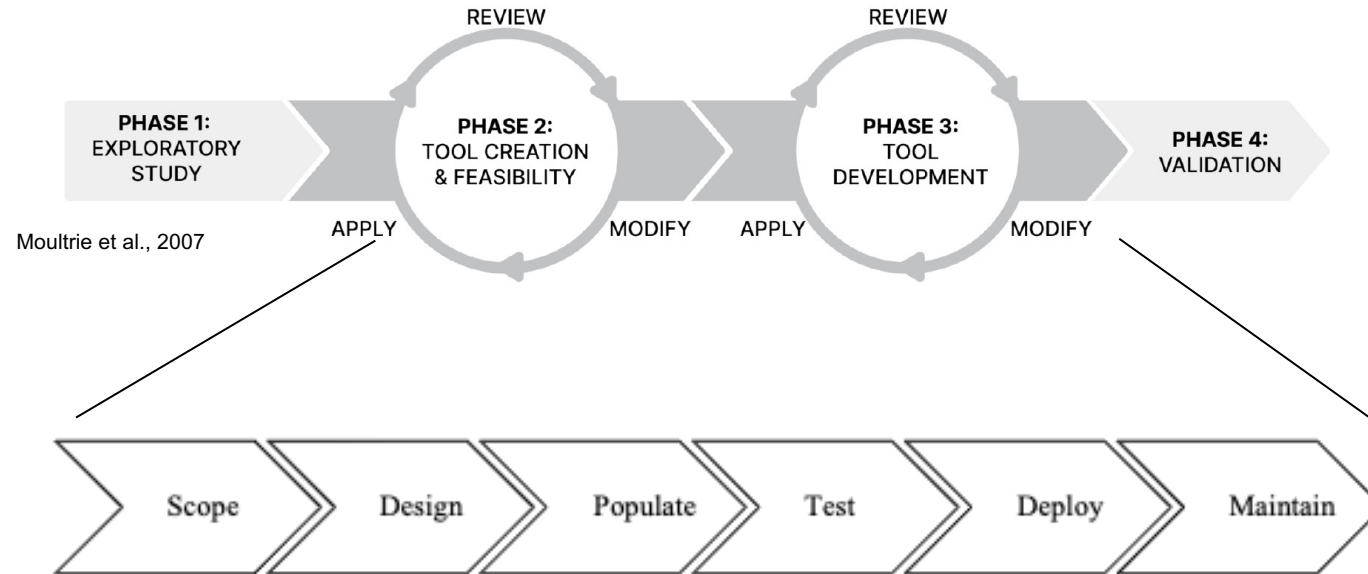 REVIEW
REVIEW
PHASE 1:
EXPLORATORY
STUDY
PHASE 2:
TOOL CREATION
& FEASIBILITY
PHASE 3:
TOOL
DEVELOPMENT
PHASE 4:
VALIDATION
APPLY
MODIFY
APPLY
MODIFY
Moultrie et al., 2007
Scope
Design
Populate
Test
Deploy
Maintain